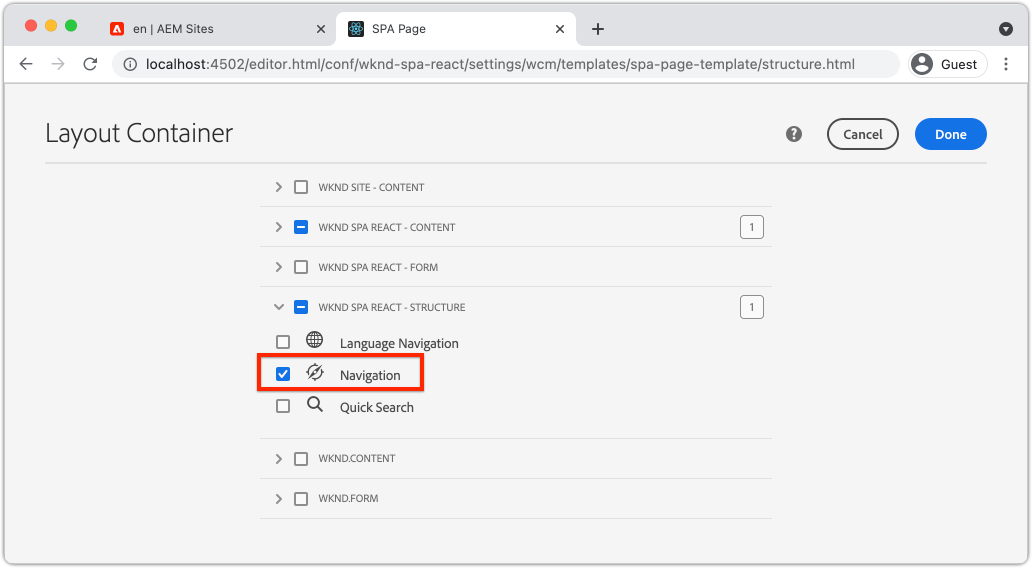 en | AEM Sites
SPA Page
localhost:4502/editor.html/conf/wknd-spa-react/settings/wcm/templates/spa-page-template/structure.html
Guest
Layout Container
Cancel
Done
WKND SITE - CONTENT
WKND SPA REACT - CONTENT
1
WKND SPA REACT - FORM
WKND SPA REACT - STRUCTURE
1
Language Navigation
Navigation
Quick Search
WKND.CONTENT
WKND.FORM